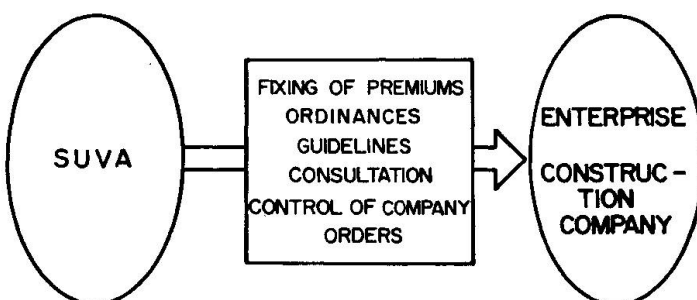 SUVA
FIXING OF PREMIUMS
ORDINANCES
GUIDELINES
CONSULTATION
CONTROL OF COMPANY
ORDERS
ENTERPRISE
CONSTRUC-
TION
COMPANY